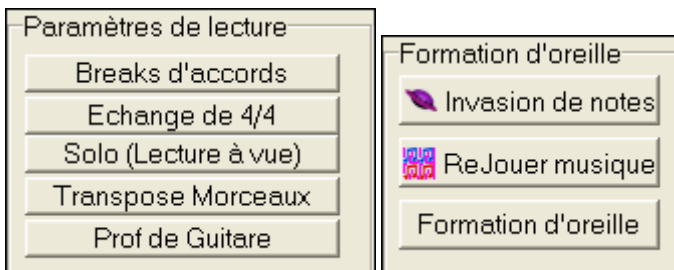 Paramètres de lecture
Breaks d'accords
Echange de 4/4
Solo (Lecture à vue)
Transpose Morceaux
Prof de Guitare
Formation d'oreille
Invasion de notes
ReJouer musique
Formation d'oreille